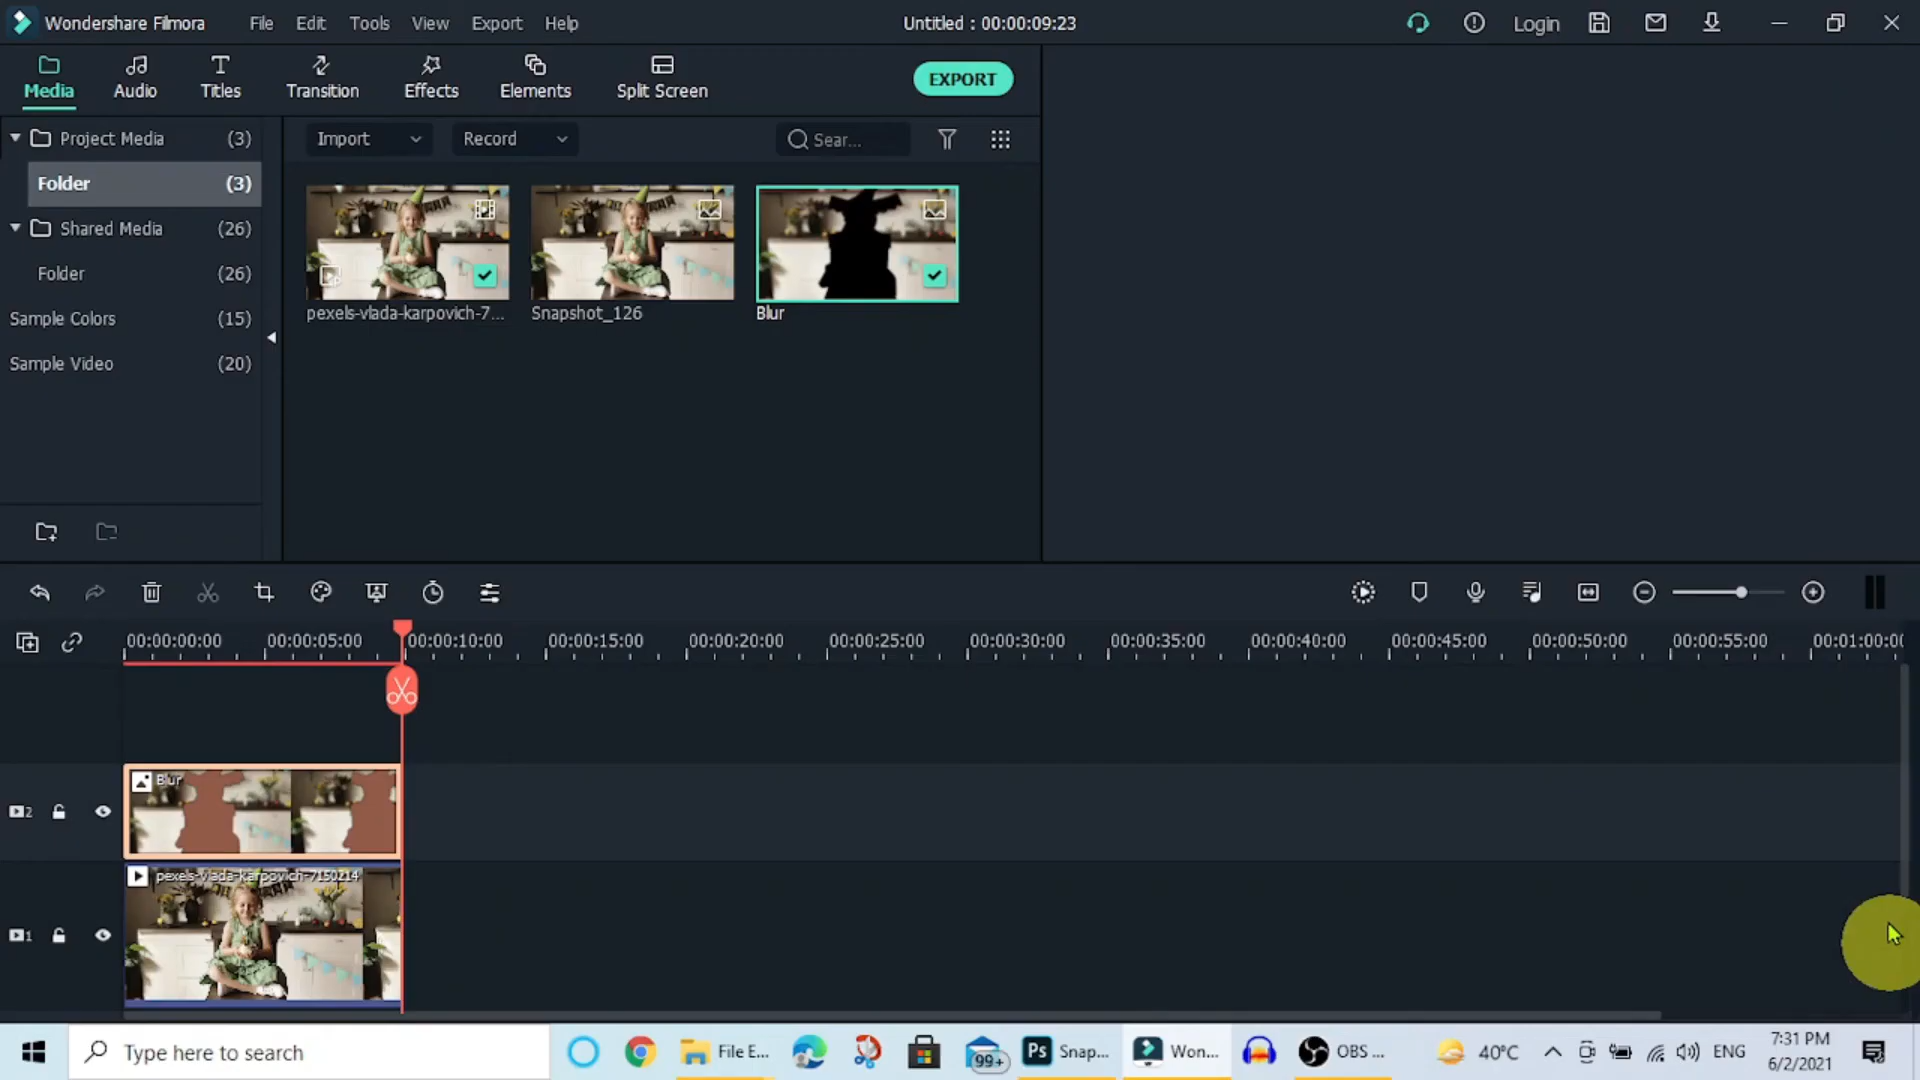 Wondershare Filmora File Edit Tools View Export Help Untitled : 00:00:09:23 Login
Media Audio Titles Transition Effects Elements Split Screen EXPORT
Project Media (3)
Folder (3)
Shared Media (26)
Folder (26)
Sample Colors (15)
Sample Video (20)
Import Record Sear...
pexels-vlada-karpovich-7... Snapshot_126 Blur
00:00:00:00 00:00:05:00 00:00:10:00 00:00:15:00 00:00:20:00 00:00:25:00 00:00:30:00 00:00:35:00 00:00:40:00 00:00:45:00 00:00:50:00 00:00:55:00 00:01:00:0(
2 Blur
pexels-vlada-karpovich-7150214
1
Type here to search File E... 99+ Ps Snap... Won... OBS ... 40°C ENG 7:31 PM
6/2/2021